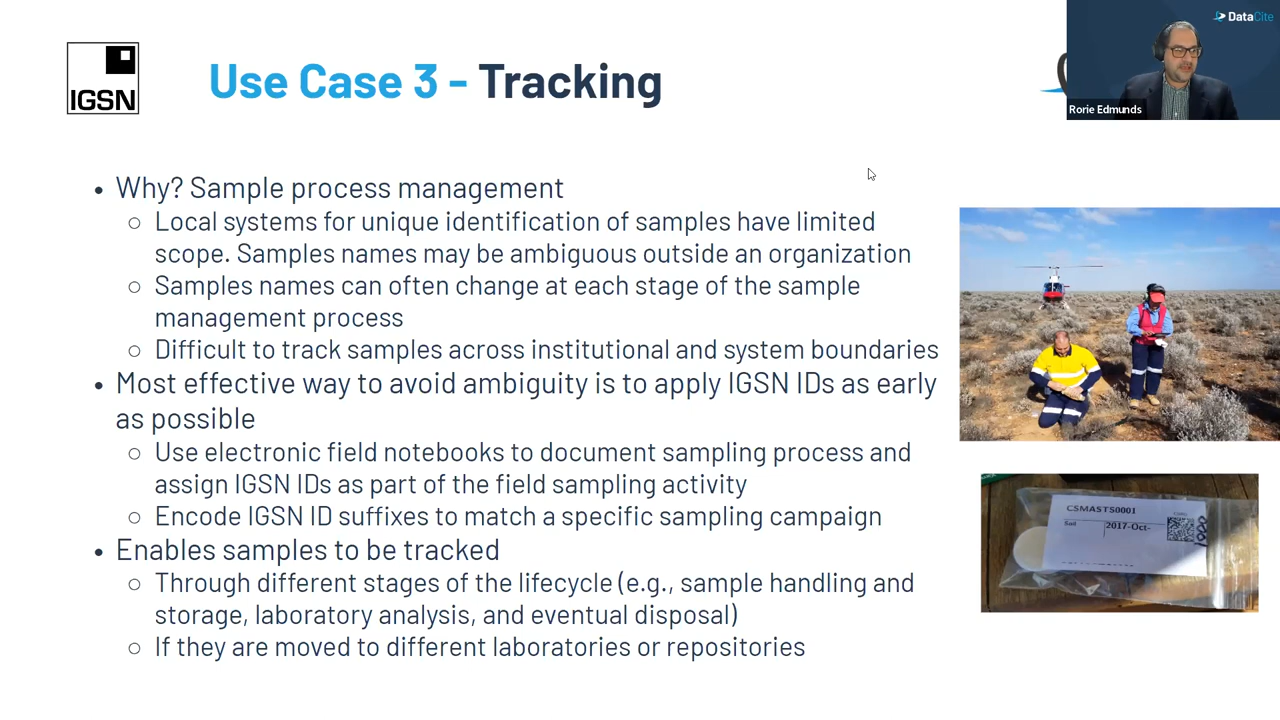 DataCite
IGSN
Use Case 3 - Tracking
Rorie Edmunds
• Why? Sample process management
○ Local systems for unique identification of samples have limited
scope. Samples names may be ambiguous outside an organization
○ Samples names can often change at each stage of the sample
management process
○ Difficult to track samples across institutional and system boundaries
• Most effective way to avoid ambiguity is to apply IGSN IDs as early
as possible
○ Use electronic field notebooks to document sampling process and
assign IGSN IDs as part of the field sampling activity
○ Encode IGSN ID suffixes to match a specific sampling campaign
• Enables samples to be tracked
○ Through different stages of the lifecycle (e.g., sample handling and
storage, laboratory analysis, and eventual disposal)
○ If they are moved to different laboratories or repositories
CSMASTS0001
Soil
2017-Oct-